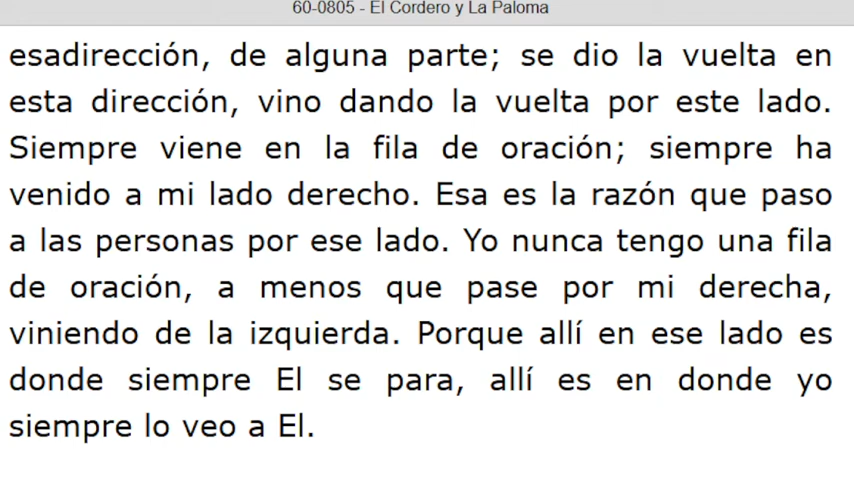 60-0805 - El Cordero y La Paloma
esadirección, de alguna parte; se dio la vuelta en
esta dirección, vino dando la vuelta por este lado.
Siempre viene en la fila de oración; siempre ha
venido a mi lado derecho. Esa es la razón que paso
a las personas por ese lado. Yo nunca tengo una fila
de oración, a menos que pase por mi derecha,
viniendo de la izquierda. Porque allí en ese lado es
donde siempre El se para, allí es en donde yo
siempre lo veo a El.